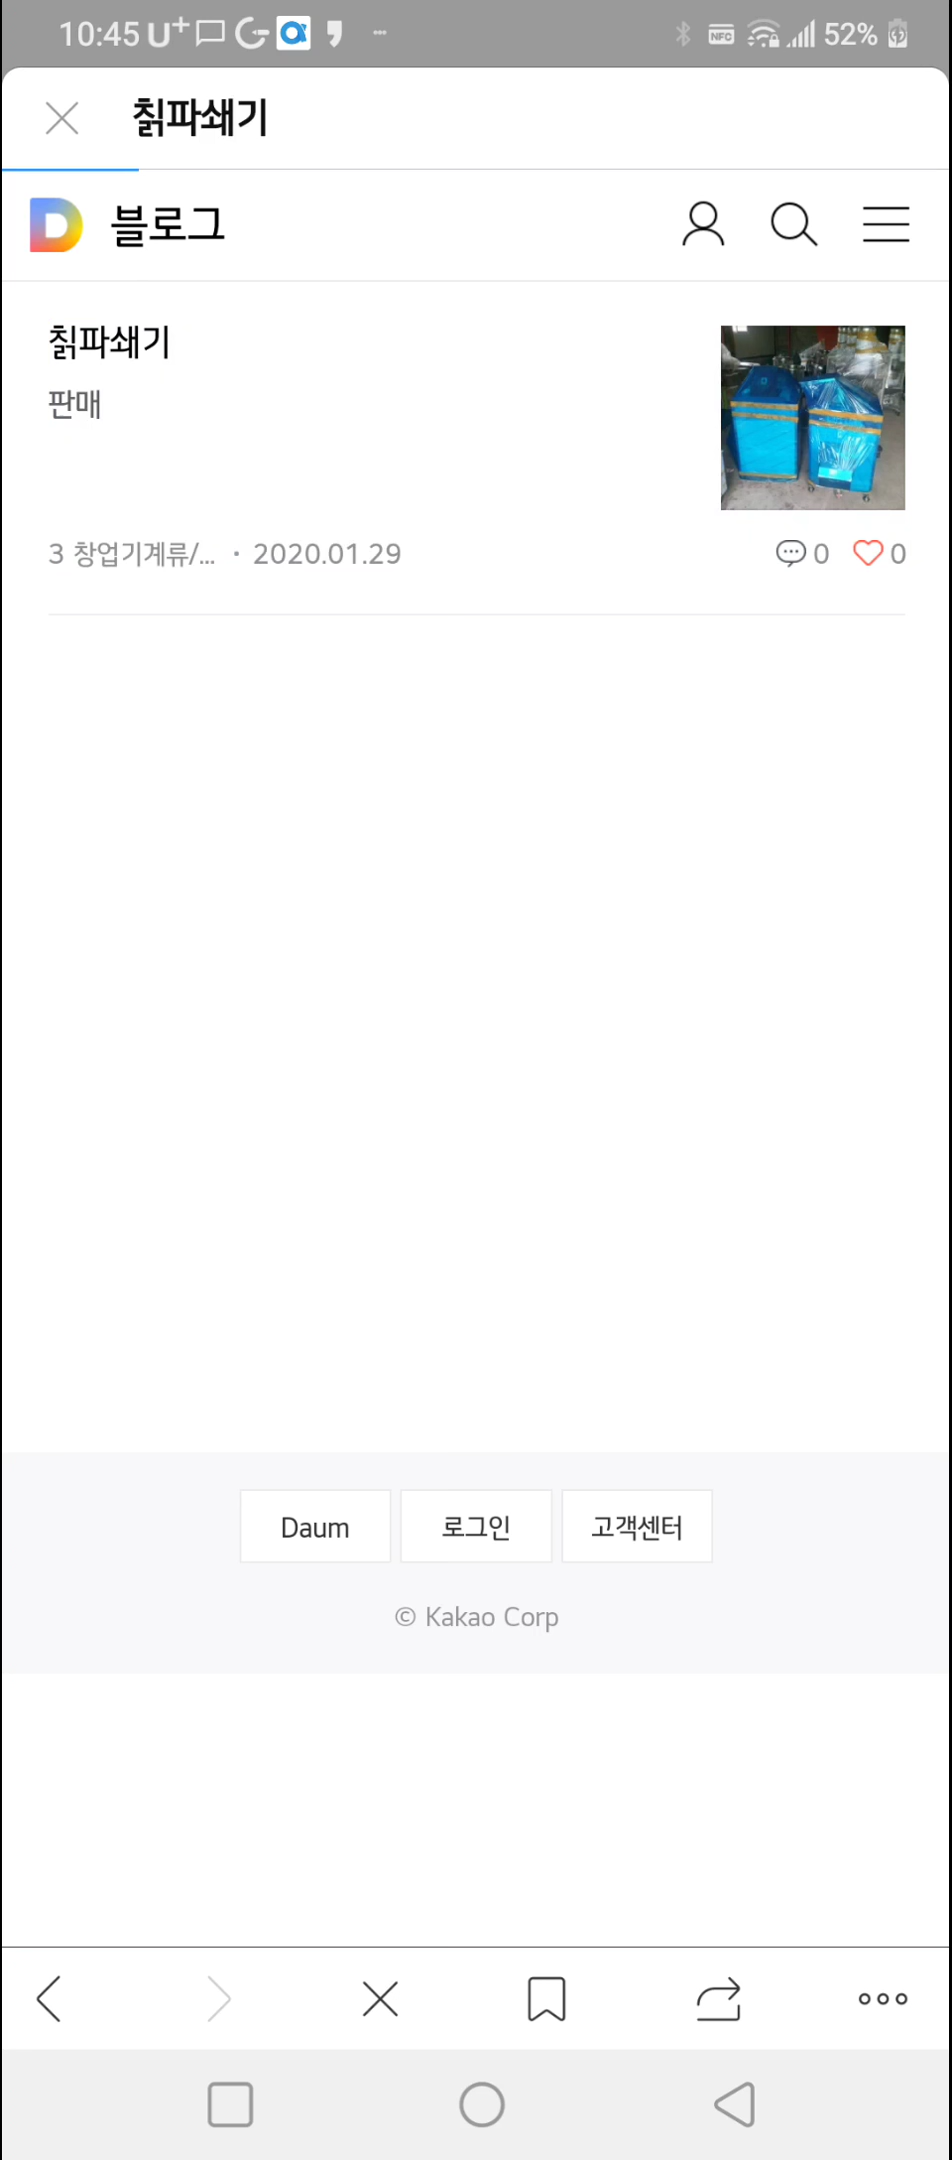 10:45 U+ 52%
NFC
칡파쇄기
블로그
칡파쇄기
판매
3 창업기계류/... · 2020.01.29 0 0
Daum 로그인 고객센터
© Kakao Corp